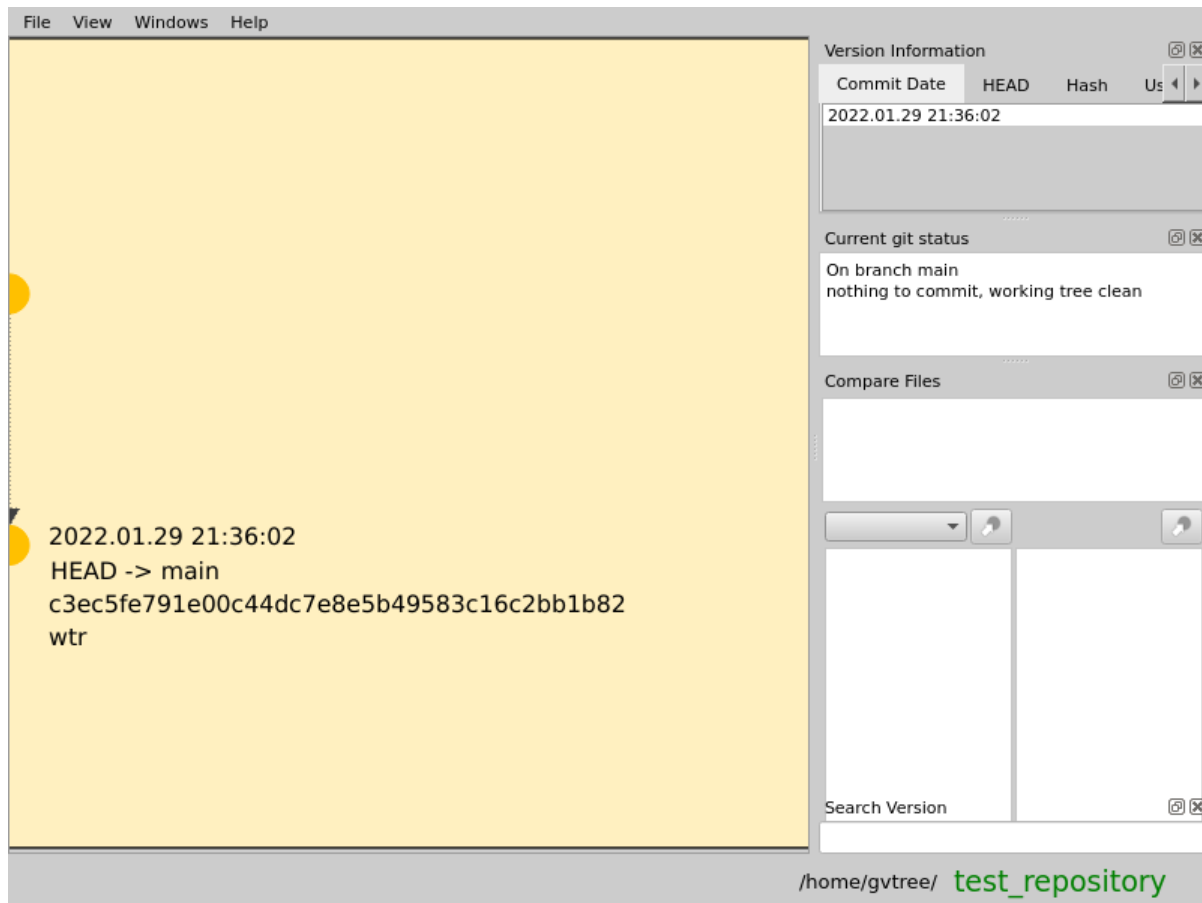 File View Windows Help
2022.01.29 21:36:02
HEAD -> main
c3ec5fe791e00c44dc7e8e5b49583c16c2bb1b82
wtr
Version Information
Commit Date HEAD Hash Us
2022.01.29 21:36:02
Current git status
On branch main
nothing to commit, working tree clean
Compare Files
Search Version
/home/gvtree/ test_repository